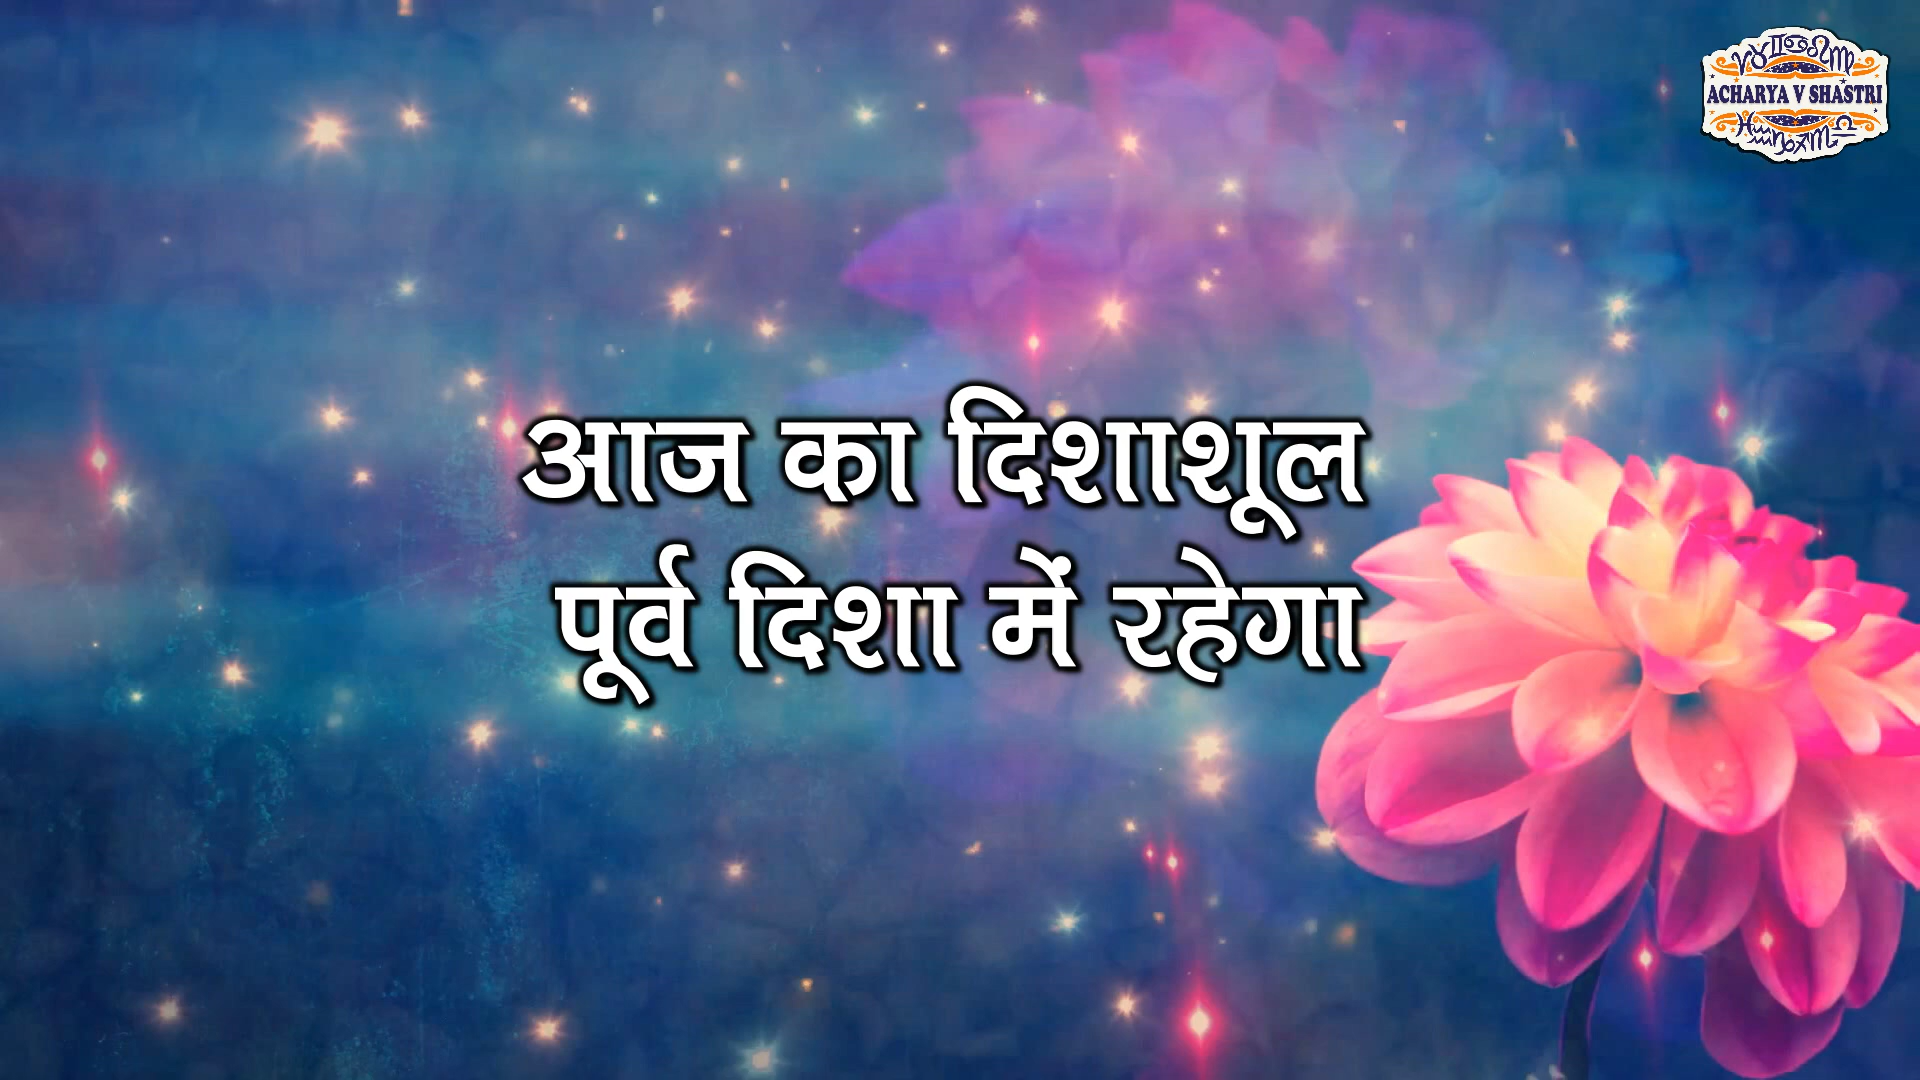 ACHARYA V SHASTRI
आज का दिशाशूल
पूर्व दिशा में रहेगा